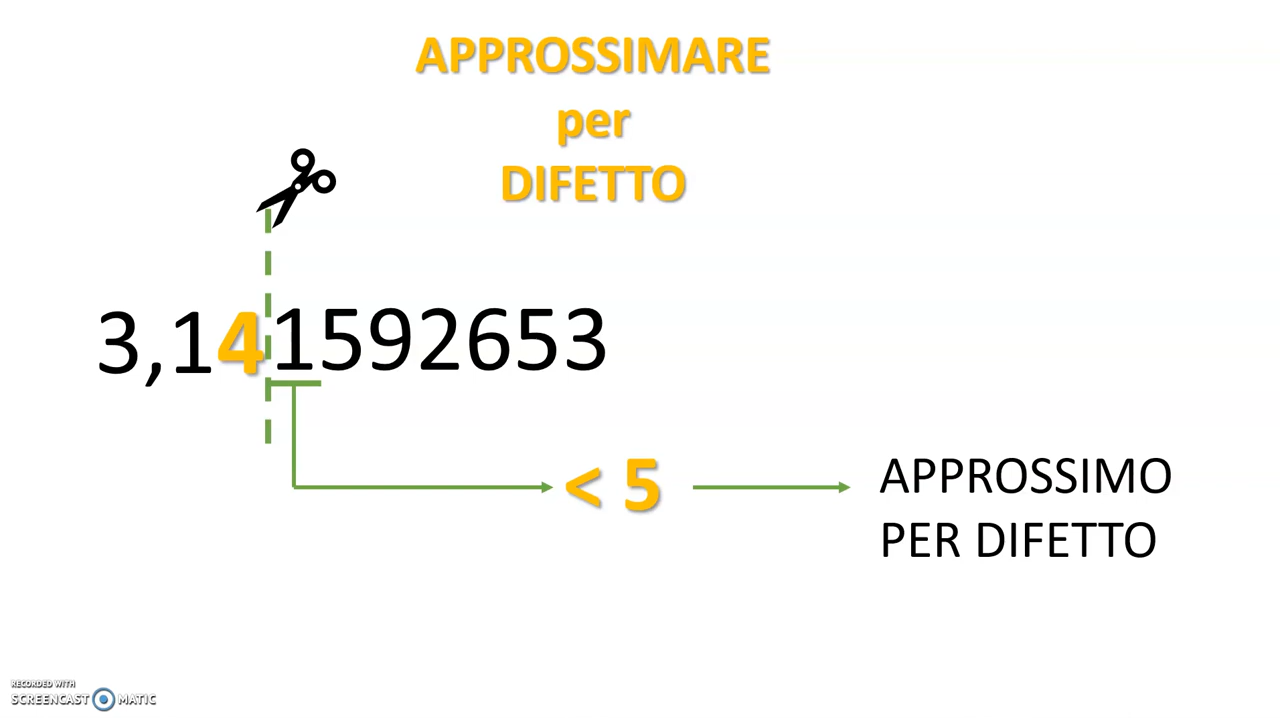 APPROSSIMARE
per
DIFETTO
3,141592653
< 5
APPROSSIMO
PER DIFETTO
RECORDED WITH
SCREENCAST MATIC